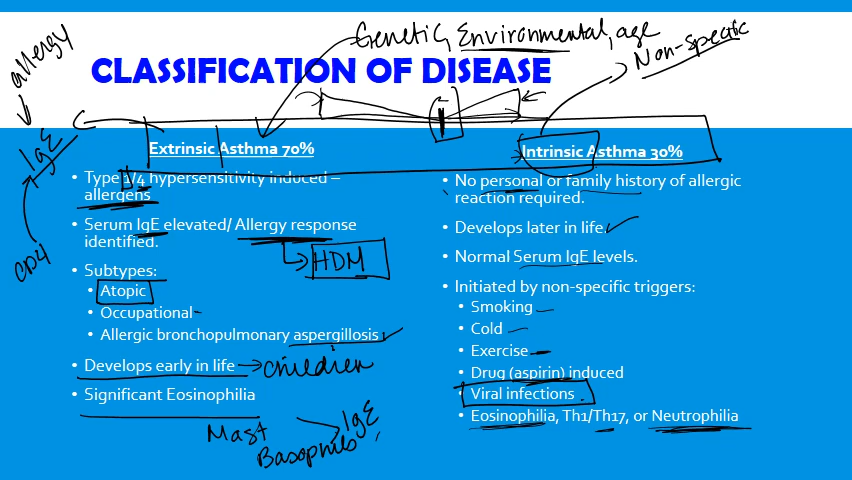 Genetic, Environmental, age
Non-specific
allergy
CLASSIFICATION OF DISEASE
IgE
CD4
Extrinsic Asthma 70%
• Type 1/4 hypersensitivity induced – allergens
• Serum IgE elevated/ Allergy response identified.
HDM
• Subtypes:
• Atopic
• Occupational
• Allergic bronchopulmonary aspergillosis
• Develops early in life
children
• Significant Eosinophilia
Mast
Basophils
IgE
Intrinsic Asthma 30%
• No personal or family history of allergic
reaction required.
• Develops later in life
• Normal Serum IgE levels.
• Initiated by non-specific triggers:
• Smoking
• Cold
• Exercise
• Drug (aspirin) induced
• Viral infections
• Eosinophilia, Th1/Th17, or Neutrophilia